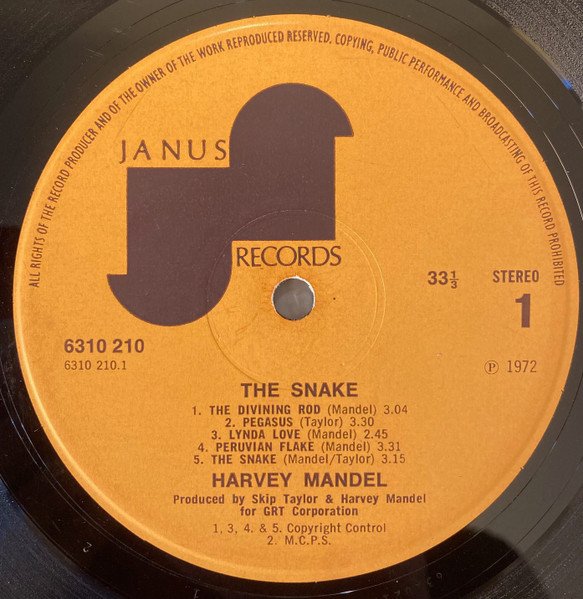 ALL RIGHTS OF THE RECORD PRODUCER AND OF THE OWNER OF THE WORK REPRODUCED RESERVED. COPYING, PUBLIC PERFORMANCE AND BROADCASTING OF THIS RECORD PROHIBITED
JANUS
RECORDS
33⅓ STEREO
1
6310 210
6310 210.1
Ⓟ 1972
THE SNAKE
1. THE DIVINING ROD (Mandel) 3.04
2. PEGASUS (Taylor) 3.30
3. LYNDA LOVE (Mandel) 2.45
4. PERUVIAN FLAKE (Mandel) 3.31
5. THE SNAKE (Mandel/Taylor) 3.15
HARVEY MANDEL
Produced by Skip Taylor & Harvey Mandel
for GRT Corporation
1, 3, 4. & 5. Copyright Control
2. M.C.P.S.